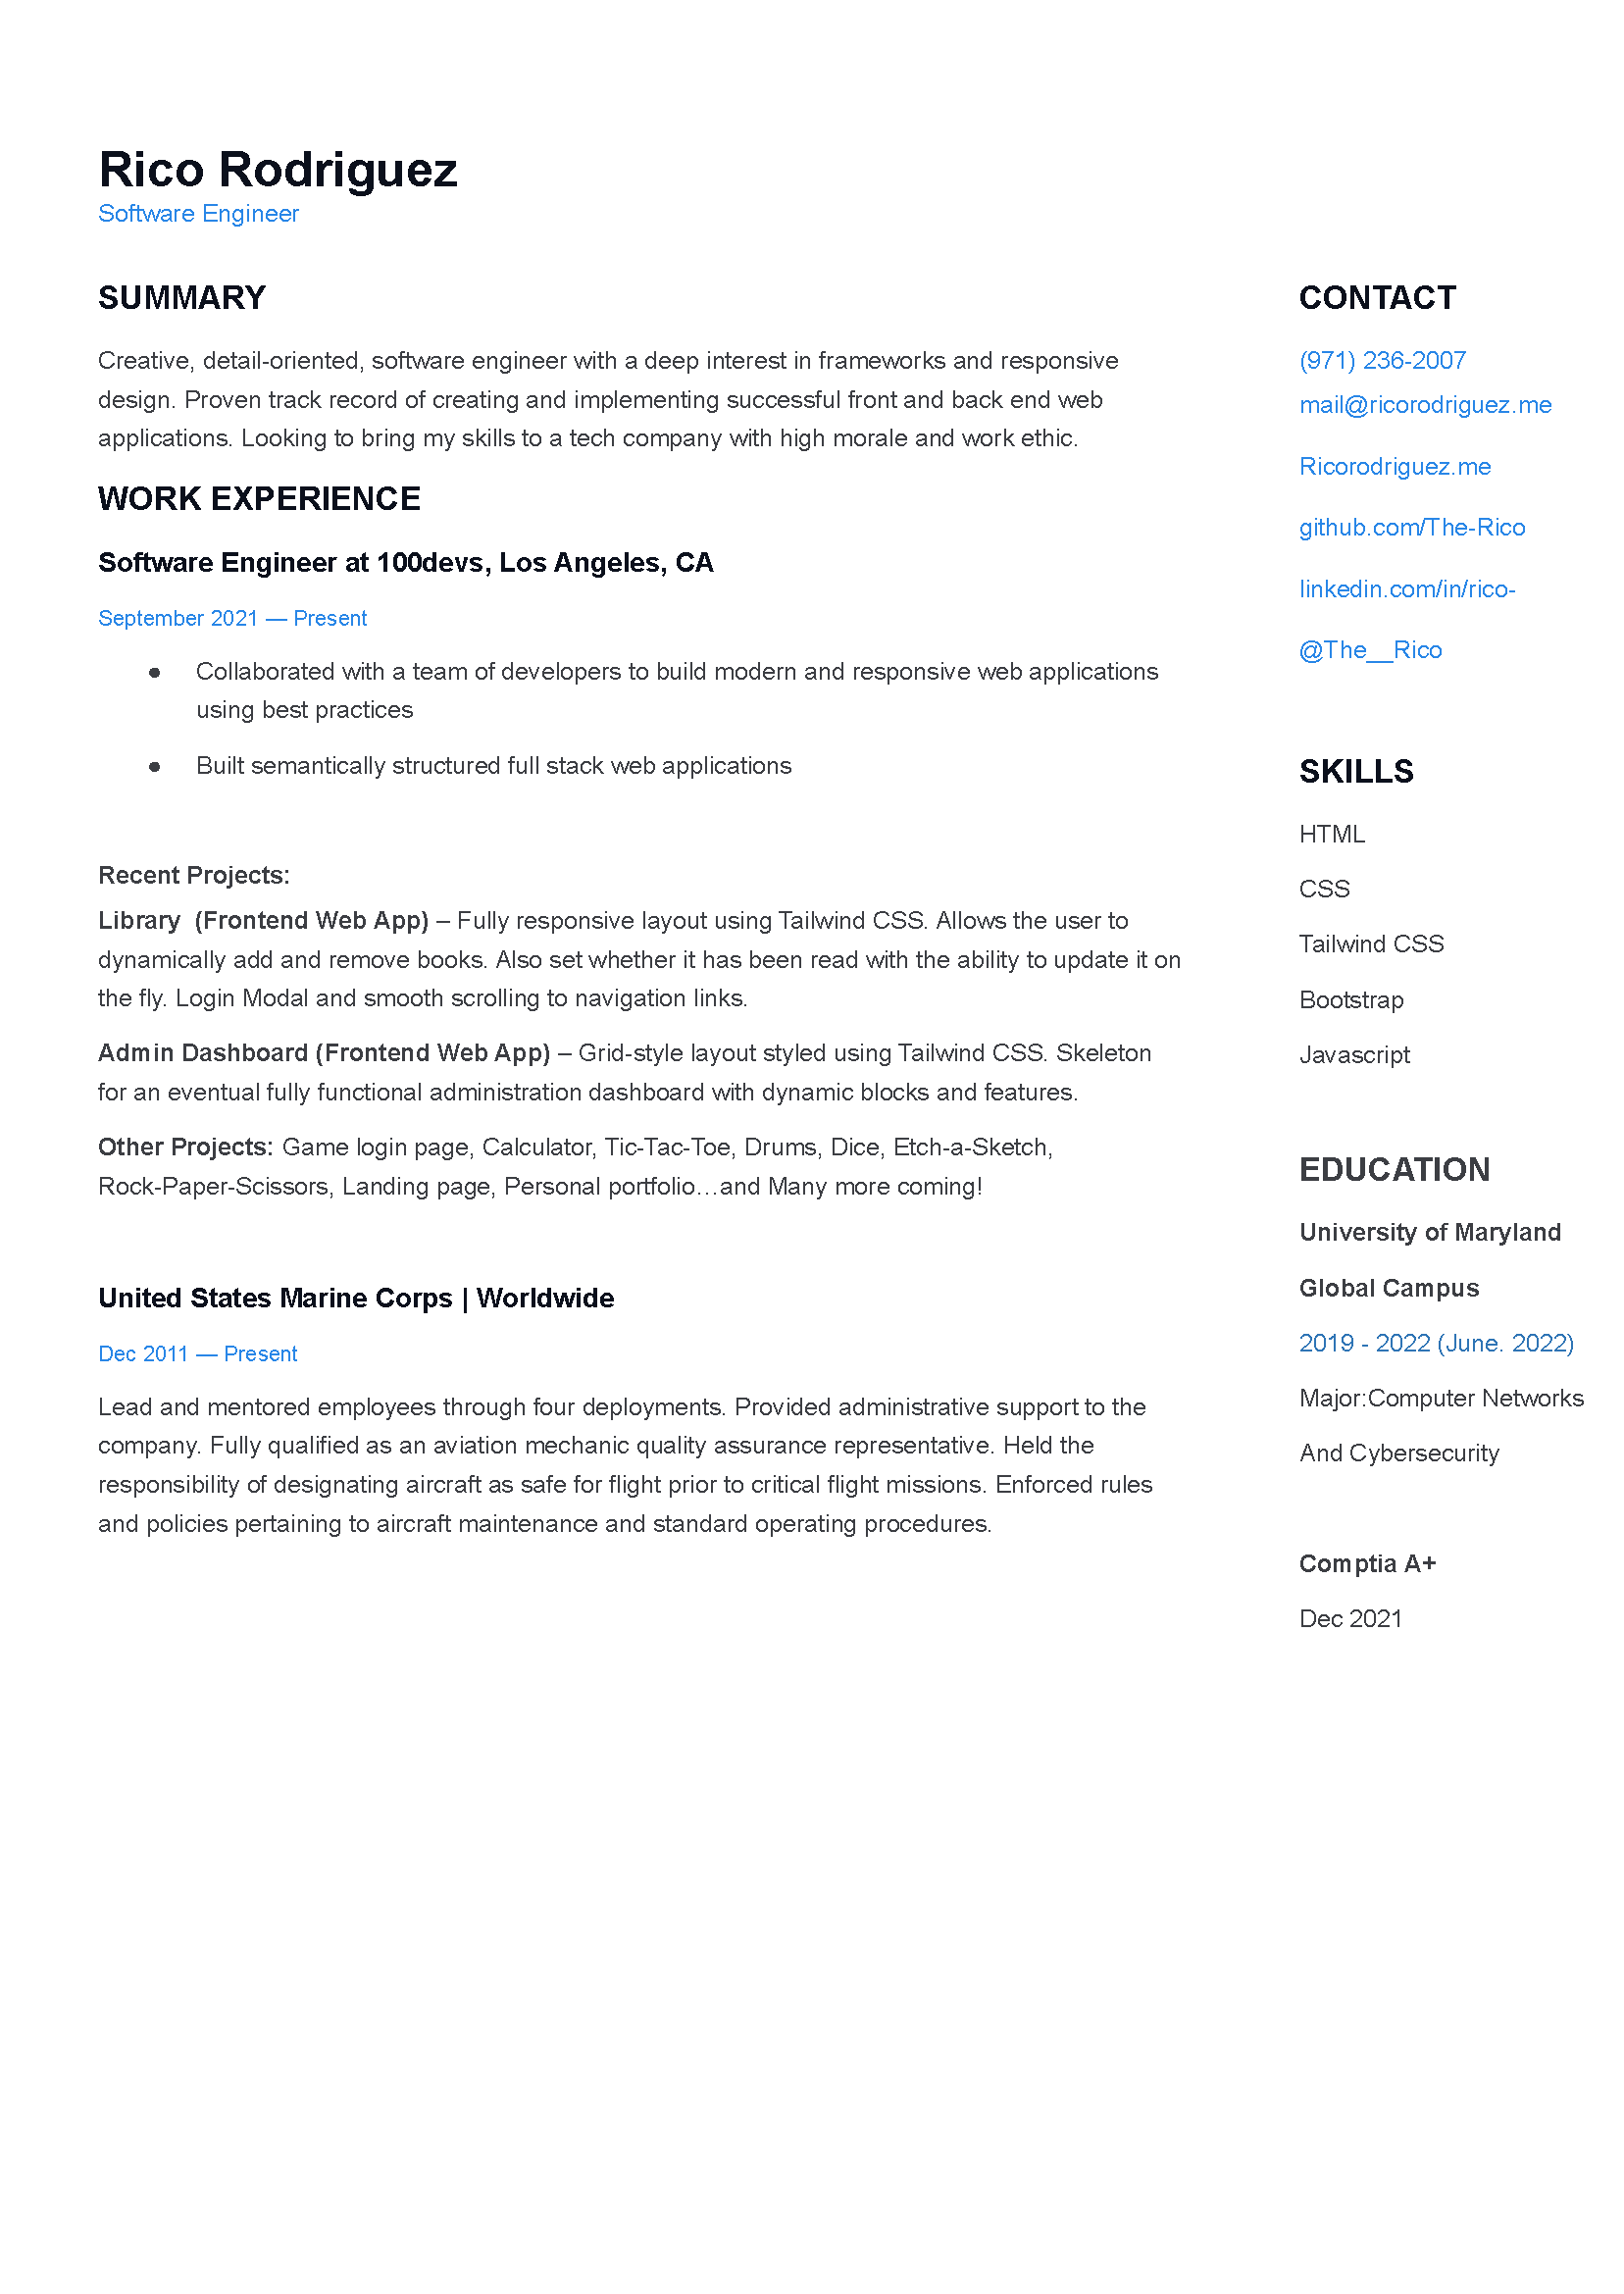 Rico Rodriguez
Software Engineer
SUMMARY
Creative, detail-oriented, software engineer with a deep interest in frameworks and responsive
design. Proven track record of creating and implementing successful front and back end web
applications. Looking to bring my skills to a tech company with high morale and work ethic.
WORK EXPERIENCE
Software Engineer at 100devs, Los Angeles, CA
September 2021 — Present
● Collaborated with a team of developers to build modern and responsive web applications
using best practices
● Built semantically structured full stack web applications
Recent Projects:
Library (Frontend Web App) – Fully responsive layout using Tailwind CSS. Allows the user to
dynamically add and remove books. Also set whether it has been read with the ability to update it on
the fly. Login Modal and smooth scrolling to navigation links.
Admin Dashboard (Frontend Web App) – Grid-style layout styled using Tailwind CSS. Skeleton
for an eventual fully functional administration dashboard with dynamic blocks and features.
Other Projects: Game login page, Calculator, Tic-Tac-Toe, Drums, Dice, Etch-a-Sketch,
Rock-Paper-Scissors, Landing page, Personal portfolio…and Many more coming!
United States Marine Corps | Worldwide
Dec 2011 — Present
Lead and mentored employees through four deployments. Provided administrative support to the
company. Fully qualified as an aviation mechanic quality assurance representative. Held the
responsibility of designating aircraft as safe for flight prior to critical flight missions. Enforced rules
and policies pertaining to aircraft maintenance and standard operating procedures.
CONTACT
(971) 236-2007
mail@ricorodriguez.me
Ricorodriguez.me
github.com/The-Rico
linkedin.com/in/rico-
@The__Rico
SKILLS
HTML
CSS
Tailwind CSS
Bootstrap
Javascript
EDUCATION
University of Maryland
Global Campus
2019 - 2022 (June. 2022)
Major:Computer Networks
And Cybersecurity
Comptia A+
Dec 2021